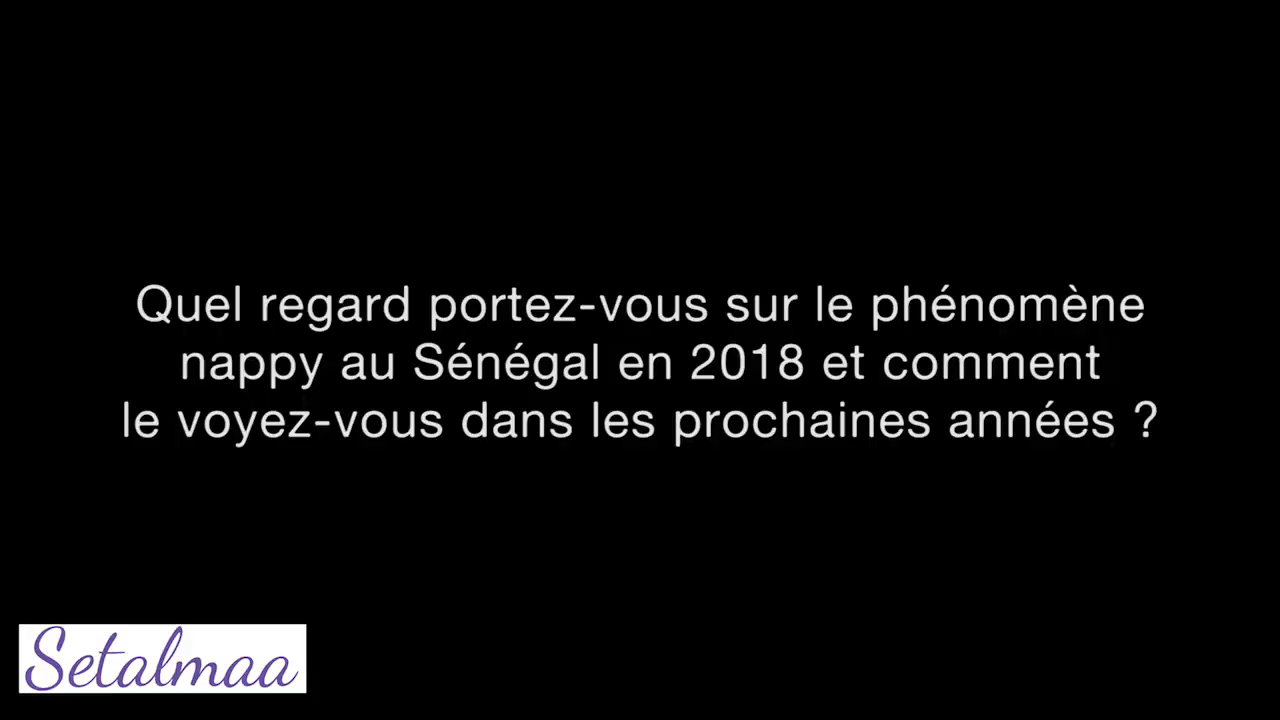 Quel regard portez-vous sur le phénomène
nappy au Sénégal en 2018 et comment
le voyez-vous dans les prochaines années ?
Setalmaa